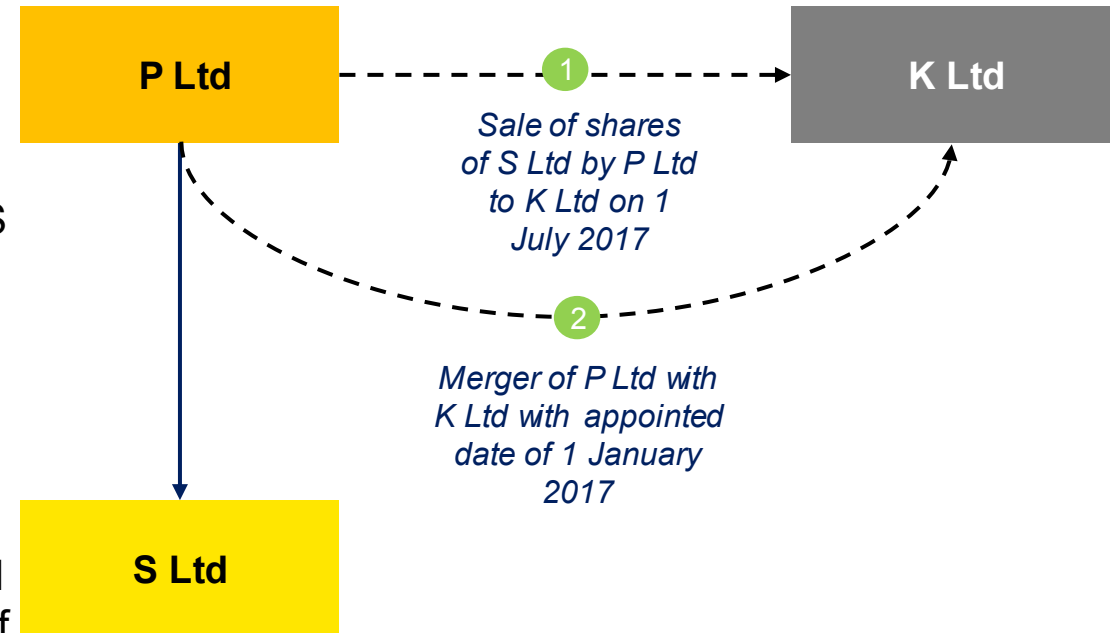 P Ltd
K Ltd
1
Sale of shares
of S Ltd by P Ltd
to K Ltd on 1
July 2017
2
Merger of P Ltd with
K Ltd with appointed
date of 1 January
2017
S Ltd